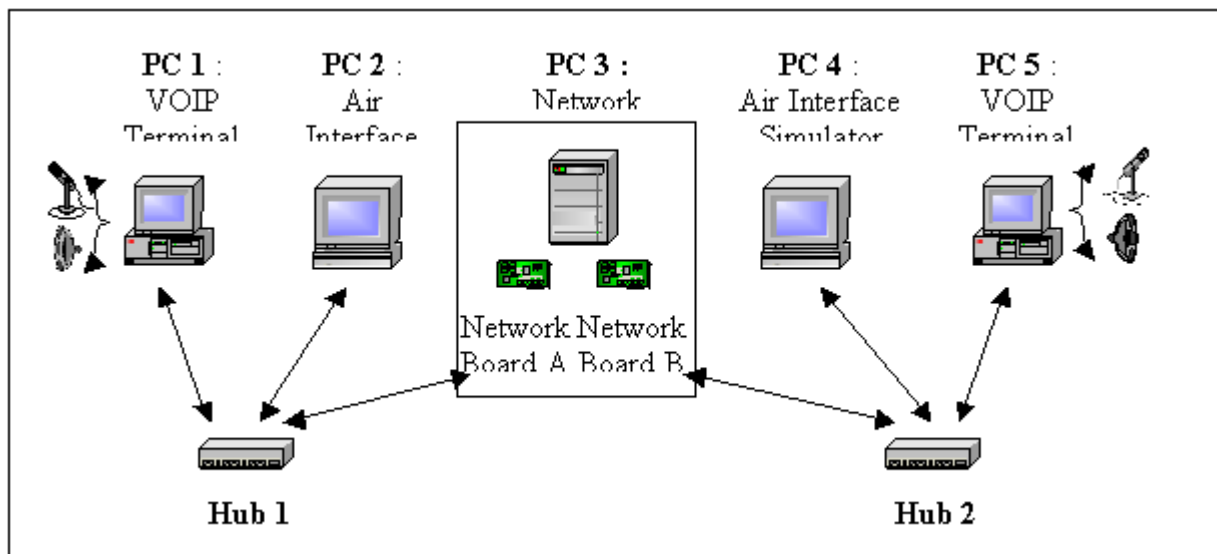 PC 1 :
VOIP
Terminal
PC 2 :
Air
Interface
PC 3 :
Network
PC 4 :
Air Interface
Simulator
PC 5 :
VOIP
Terminal
Network Network
Board A Board B
Hub 1
Hub 2